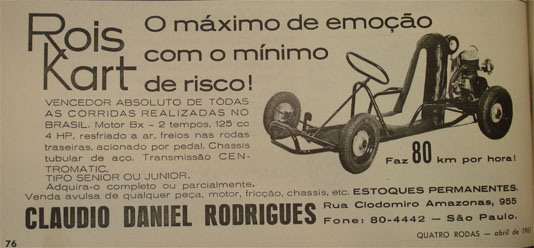 Rois Kart
O máximo de emoção
com o mínimo
de risco!
VENCEDOR ABSOLUTO DE TÔDAS
AS CORRIDAS REALIZADAS NO
BRASIL. Motor Bx - 2 tempos, 125 cc
4 HP, resfriado a ar, freios nas rodas
traseiras, acionado por pedal. Chassis
tubular de aço. Transmissão CEN-
TROMATIC.
TIPO SENIOR OU JUNIOR.
Adquira-o completo ou parcialmente.
Venda avulsa de qualquer peça, motor, fricção, chassis, etc. ESTOQUES PERMANENTES.
Faz 80 km por hora!
CLAUDIO DANIEL RODRIGUES
Rua Clodomiro Amazonas, 955
Fone: 80-4442 - São Paulo.
76
QUATRO RODAS - abril de